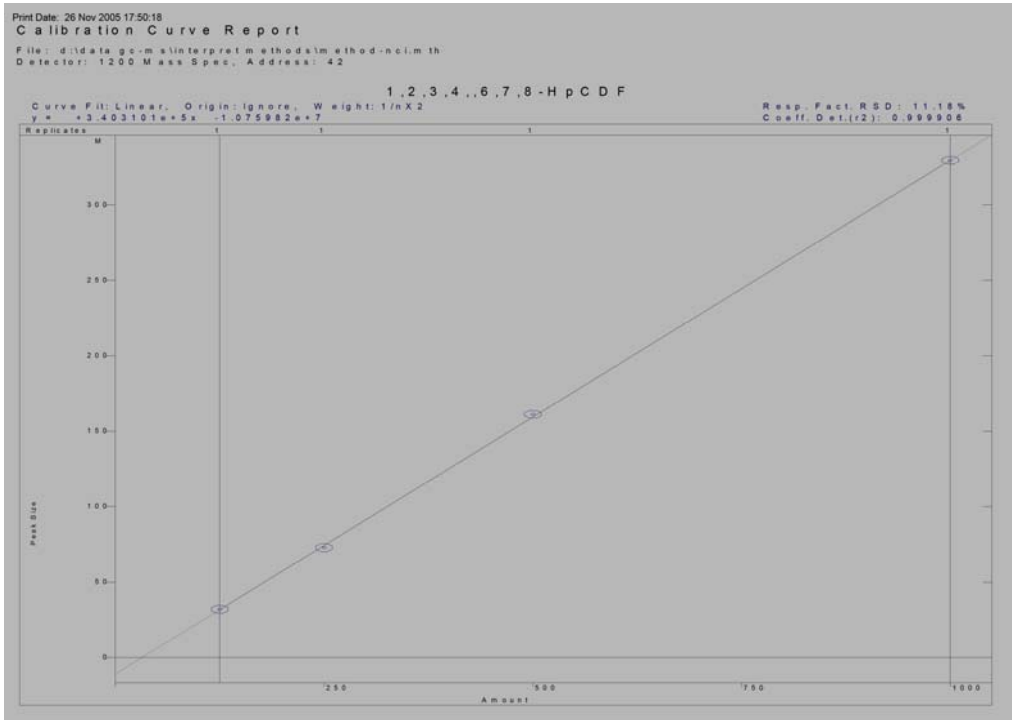 Print Date: 26 Nov 2005 17:50:18
Calibration Curve Report
File: d:\data gc-ms\interpret methods\method-nci.mth
Detector: 1200 Mass Spec, Address: 42
1,2,3,4,,6,7,8-HpCDF
Curve Fit: Linear, Origin: Ignore, Weight: 1/nX2
Resp. Fact. RSD: 11.18%
y = +3.403101e+5x -1.075982e+7
Coeff. Det.(r2): 0.999906
Replicates 1 1 1 1
M
300
250
200
150
100
50
0
Peak Size
250 500 750 1000
Amount